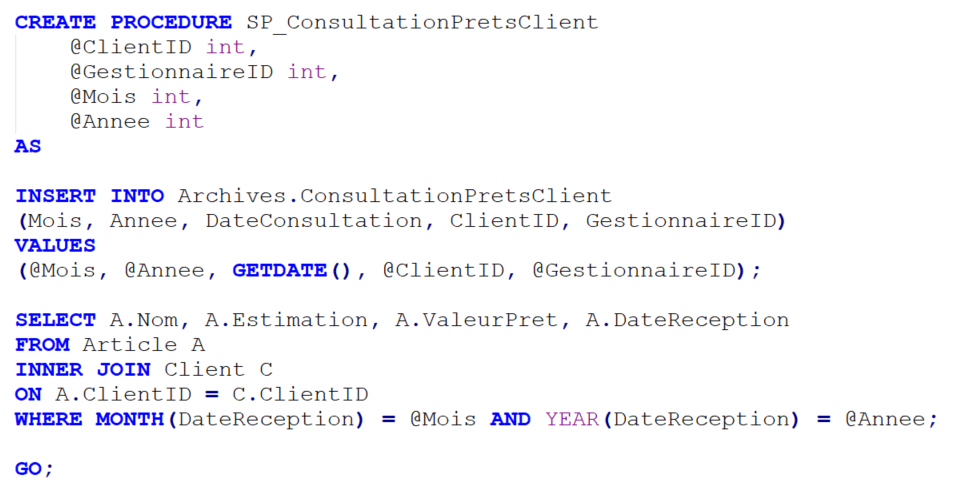 CREATE PROCEDURE SP_ConsultationPretsClient
@ClientID int,
@GestionnaireID int,
@Mois int,
@Annee int
AS
INSERT INTO Archives.ConsultationPretsClient
(Mois, Annee, DateConsultation, ClientID, GestionnaireID)
VALUES
(@Mois, @Annee, GETDATE(), @ClientID, @GestionnaireID);
SELECT A.Nom, A.Estimation, A.ValeurPret, A.DateReception
FROM Article A
INNER JOIN Client C
ON A.ClientID = C.ClientID
WHERE MONTH(DateReception) = @Mois AND YEAR(DateReception) = @Annee;
GO;